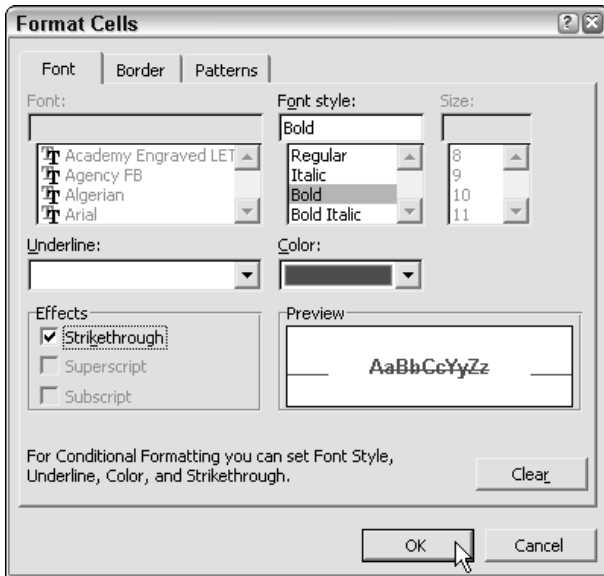 Format Cells
Font Border Patterns
Font: Font style: Size:
Bold
Academy Engraved LET Regular 8
Agency FB Italic 9
Algerian Bold 10
Arial Bold Italic 11
Underline: Color:
Effects Preview
Strikethrough
Superscript AaBbCcYyZz
Subscript
For Conditional Formatting you can set Font Style,
Underline, Color, and Strikethrough. Clear
OK Cancel